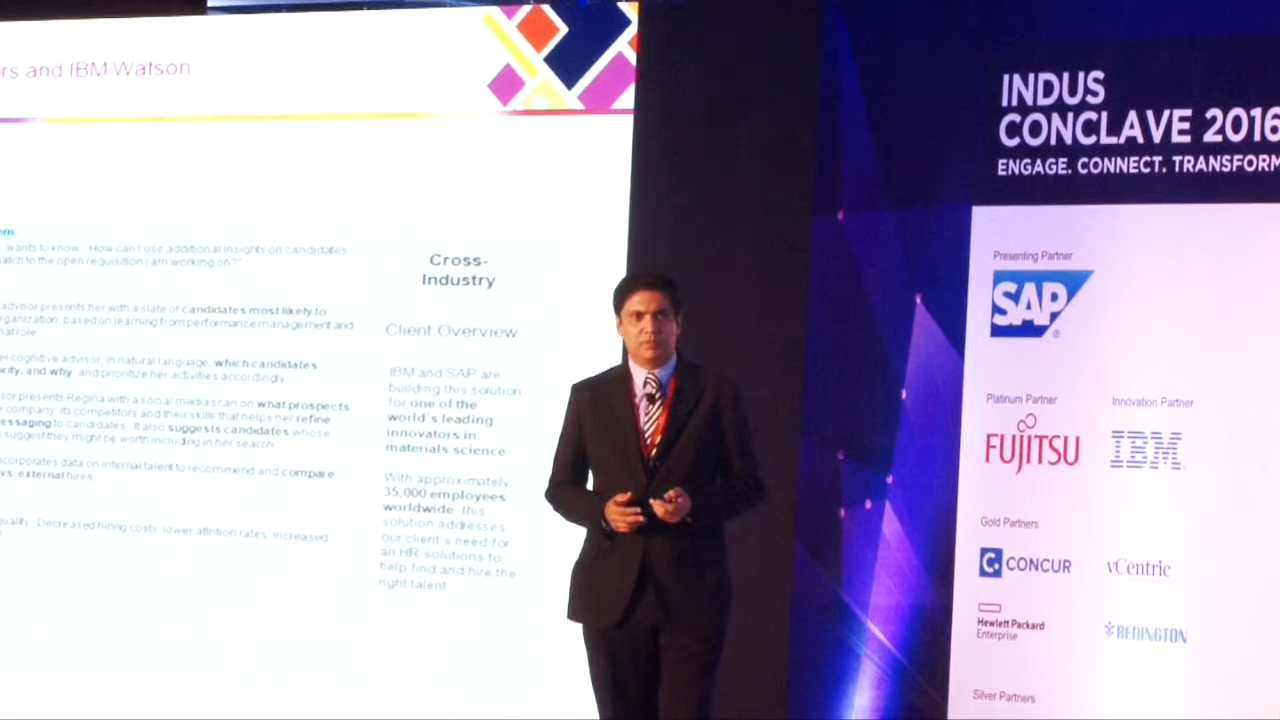 rs and IBM Watson
em
wants to know: "How can I use additional insights on candidates
atch to the open requisition I am working on?"
advisor presents her with a slate of candidates most likely to
rganization, based on learning from performance management and
hat role.
er cognitive advisor, in natural language, which candidates
ority, and why, and prioritize her activities accordingly.
sor presents Regina with a social media scan on what prospects
e company, its competitors and their skills that helps her refine
essaging to candidates. It also suggests candidates whose
suggest they might be worth including in her search.
ncorporates data on internal talent to recommend and compare
vs. external hires.
quality. Decreased hiring costs, lower attrition rates, increased
Cross-
Industry
Client Overview
IBM and SAP are
building this solution
for one of the
world's leading
innovators in
materials science
With approximately
35,000 employees
worldwide, this
solution addresses
our client's need for
an HR solutions to
help find and hire the
right talent
INDUS
CONCLAVE 2016
ENGAGE. CONNECT. TRANSFORM
Presenting Partner
SAP
®
Platinum Partner
Innovation Partner
FUJITSU
IBM
Gold Partners
C. CONCUR
vCentric
Hewlett Packard
Enterprise
REDINGTON
Silver Partners